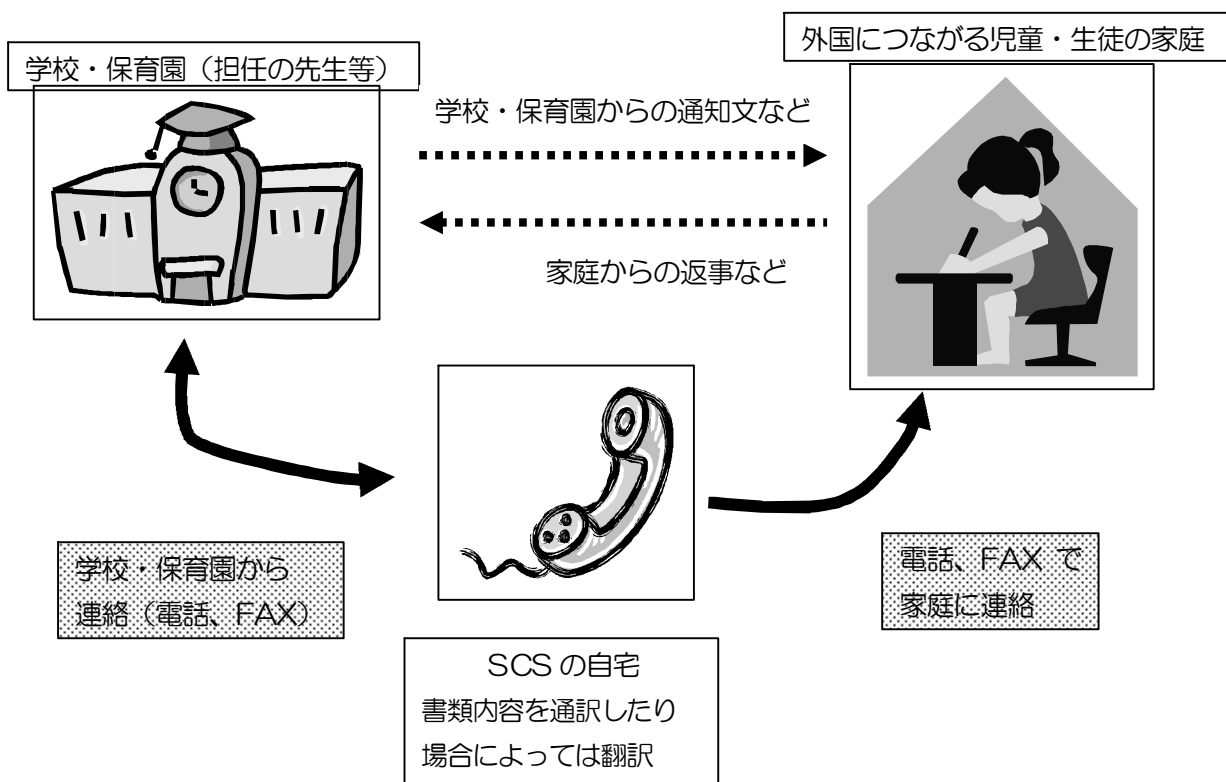 外国につながる児童・生徒の家庭
学校・保育園（担任の先生等）
学校・保育園からの通知文など
家庭からの返事など
学校・保育園から
連絡（電話、FAX）
電話、FAX で
家庭に連絡
SCS の自宅
書類内容を通訳したり
場合によっては翻訳